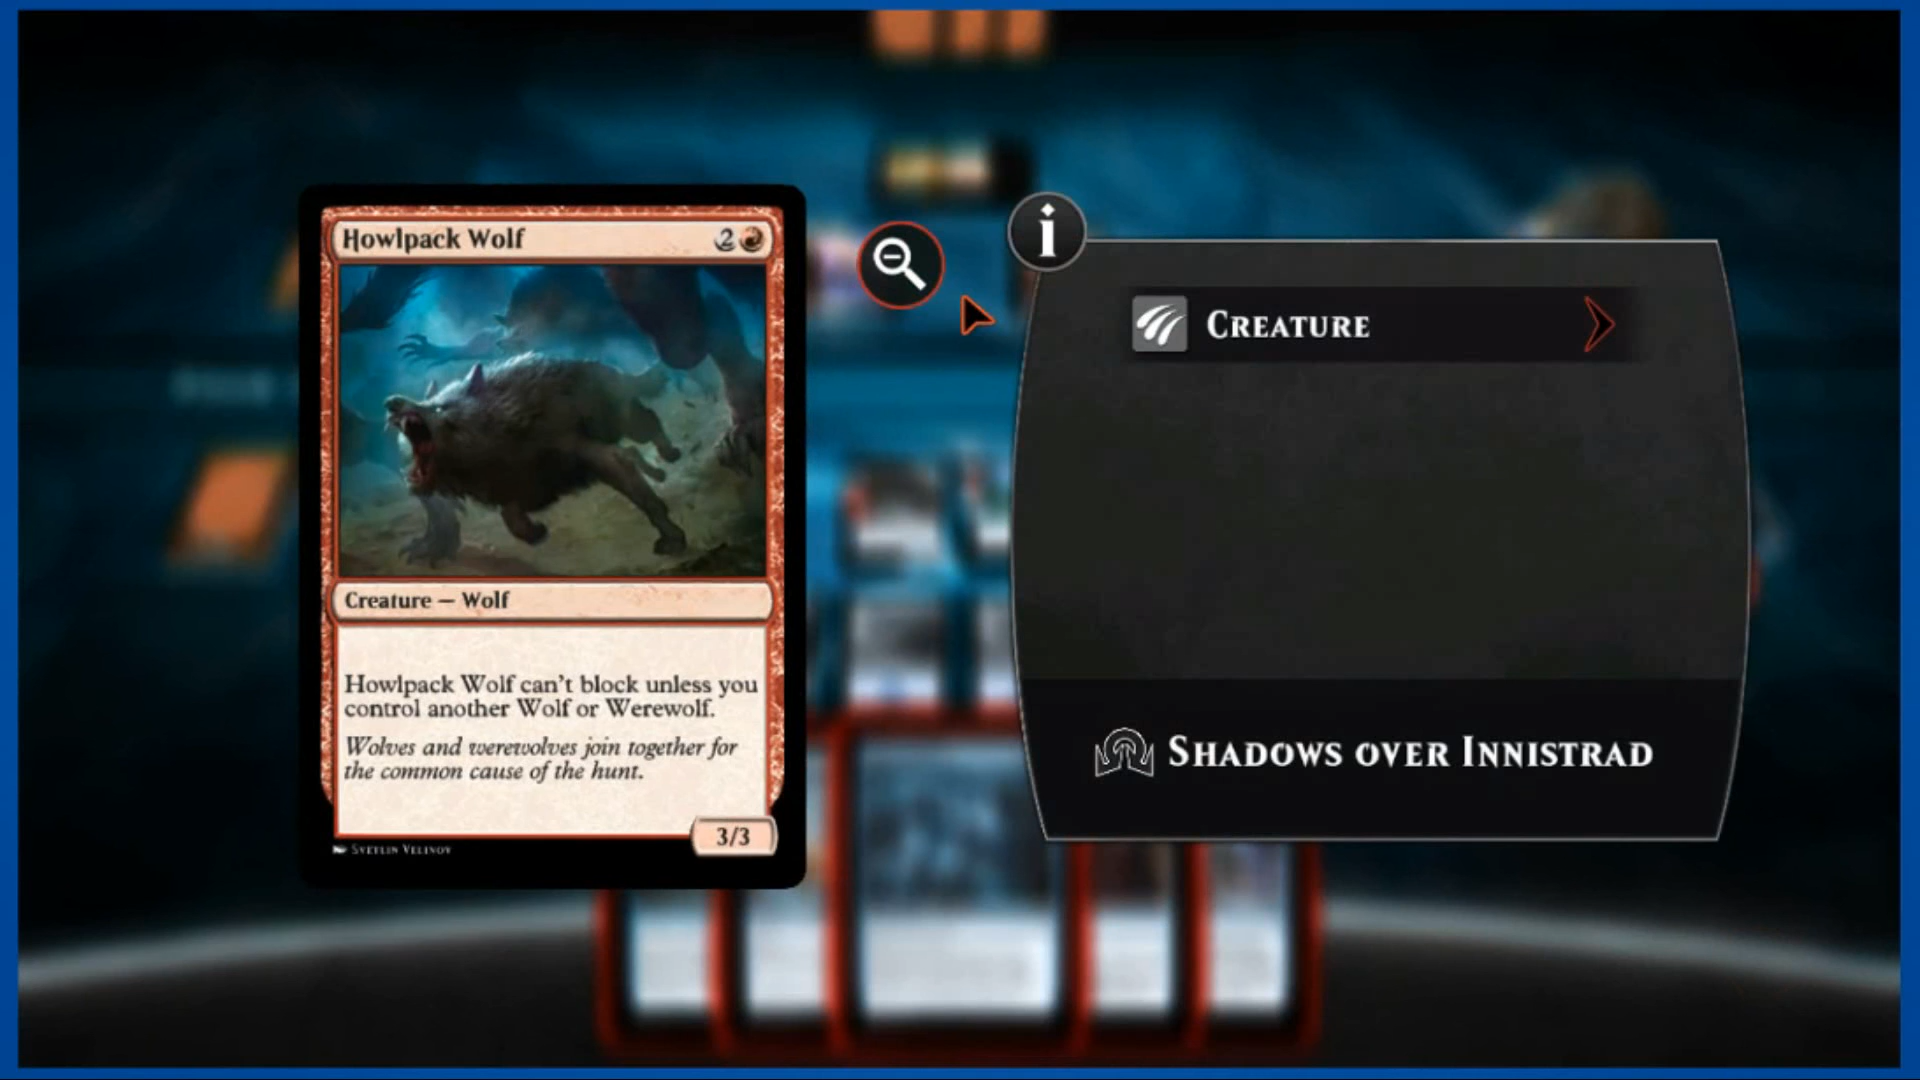 Howlpack Wolf 2
Creature — Wolf
Howlpack Wolf can't block unless you
control another Wolf or Werewolf.
Wolves and werewolves join together for
the common cause of the hunt.
3/3
Svetlin Velinov
i
Creature
Shadows over Innistrad